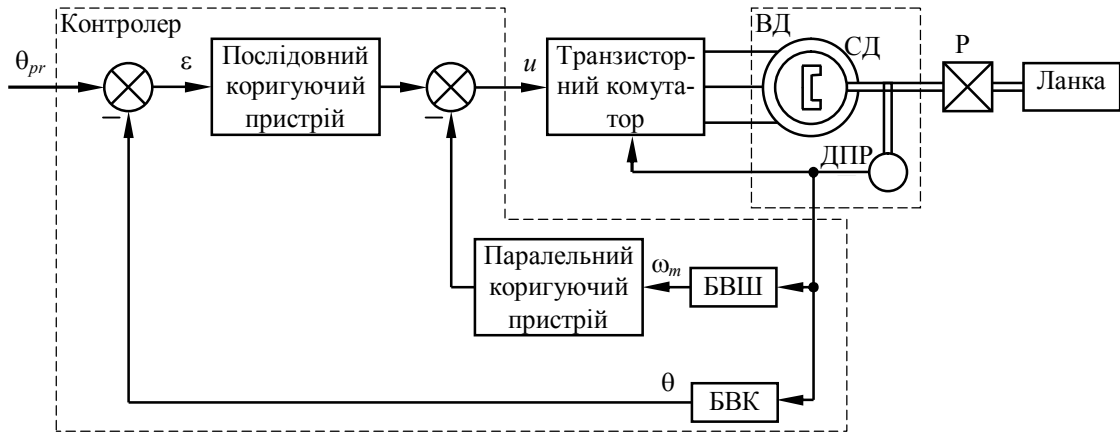 Контролер
ВД
СД
θpr
ε
Послідовний
коригуючий
пристрій
u
Транзистор-
ний комута-
тор
Р
Ланка
–
–
ДПР
Паралельний
коригуючий
пристрій
ωm
БВШ
θ
БВК